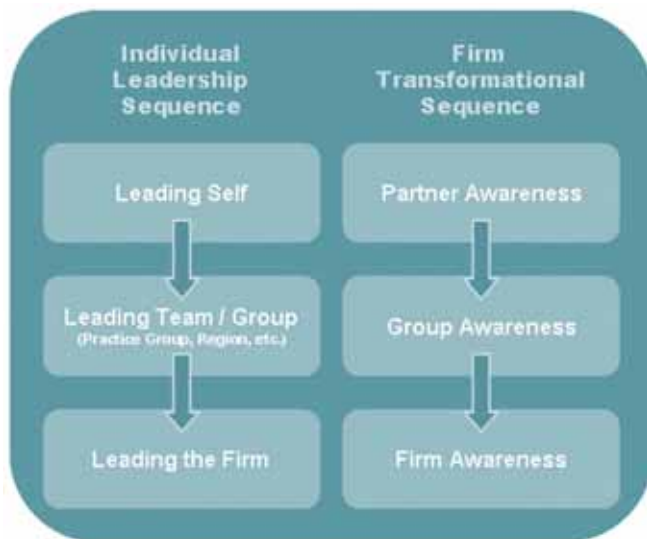 Individual
Leadership
Sequence
Leading Self
Leading Team / Group
(Practice Group, Region, etc.)
Leading the Firm
Firm
Transformational
Sequence
Partner Awareness
Group Awareness
Firm Awareness